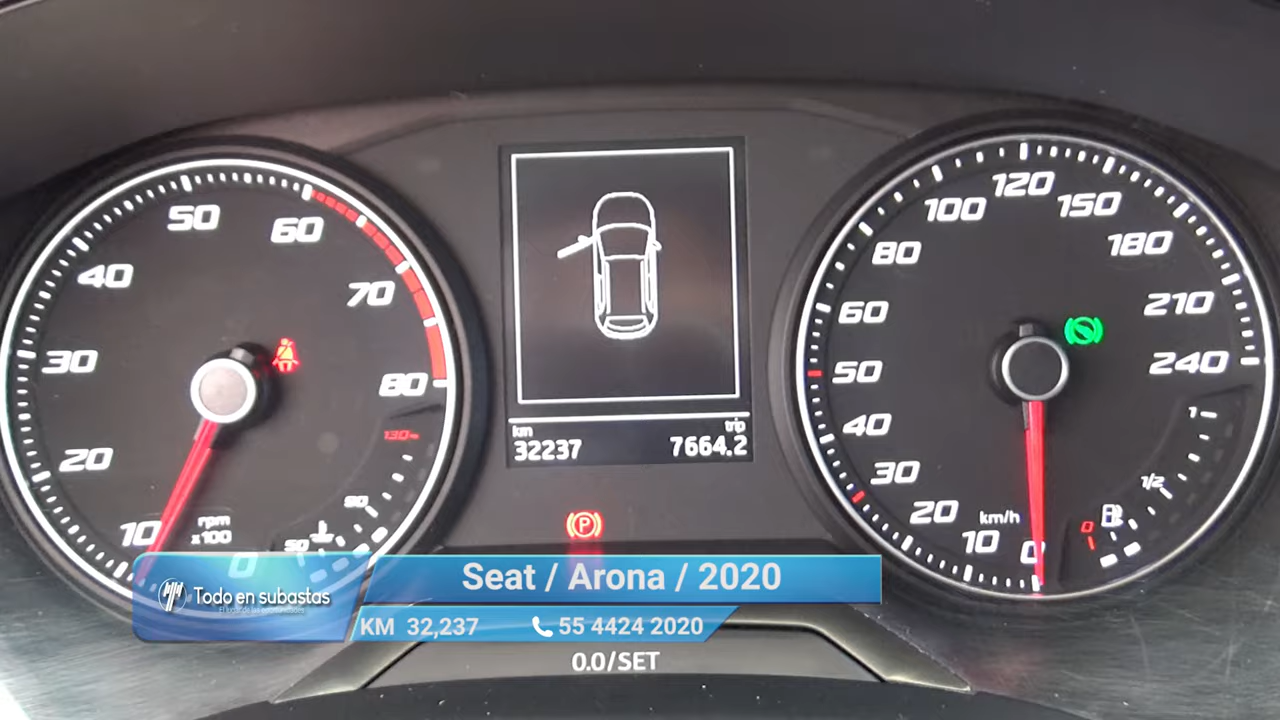 50
60
40
70
30
80
130
20
90
10
rpm
x100
50
0
km
trip
32237
7664.2
P
120
100
150
80
180
60
210
50
240
40
1
30
1/2
20
km/h
0
10
0
Seat / Arona / 2020
Todo en subastas
KM 32,237
55 4424 2020
0.0/SET